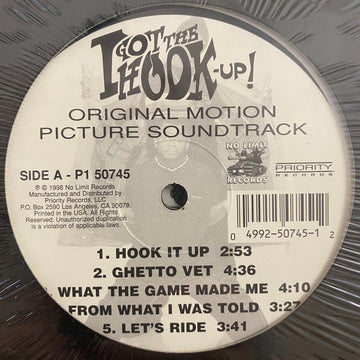 I GOT THE
HOOK-UP!
ORIGINAL MOTION
PICTURE SOUNDTRACK
SIDE A - P1 50745
℗ © 1998 No Limit Records
Manufactured and Distributed by
Priority Records, LLC
P.O. Box 2590 Los Angeles, CA 90078.
Printed in the USA. All Rights
Reserved. Unauthorized duplication
is a violation of applicable laws.
NO LIMIT
RECORDS
PRIORITY
RECORDS
0 4992-50745-1 2
1. HOOK !T UP 2:53
2. GHETTO VET 4:36
WHAT THE GAME MADE ME 4:10
FROM WHAT I WAS TOLD 3:27
5. LET'S RIDE 3:41